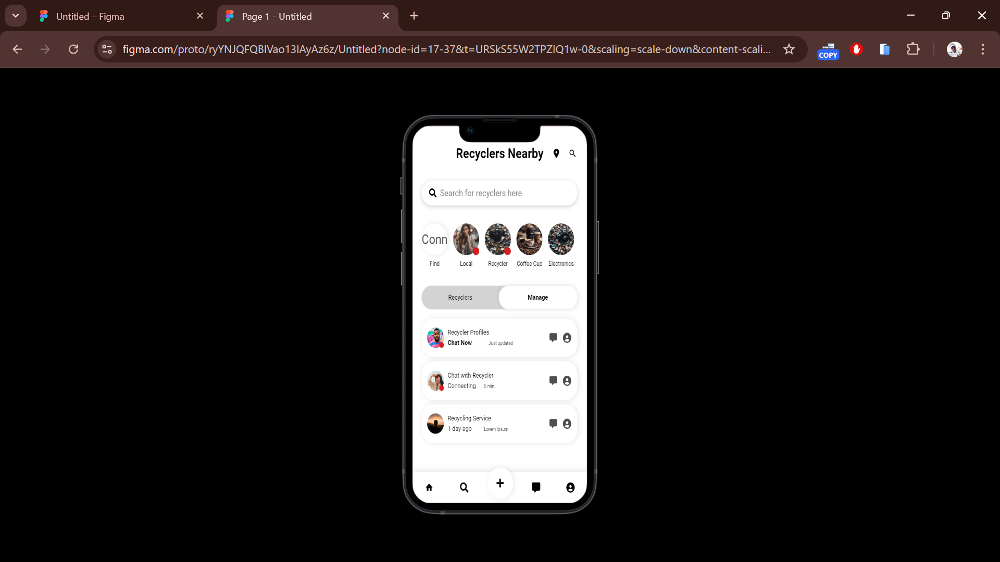 Untitled – Figma
Page 1 - Untitled
figma.com/proto/ryYNJQFQBlVao13lAyAz6z/Untitled?node-id=17-37&t=URSkS55W2TPZIQ1w-0&scaling=scale-down&content-scali...
COPY
Recyclers Nearby
Search for recyclers here
Conn
Find
Local
Recycler
Coffee Cup
Electronics
Recyclers
Manage
Recycler Profiles
Chat Now
Just updated
Chat with Recycler
Connecting
5 min.
Recycling Service
1 day ago
Lorem ipsum